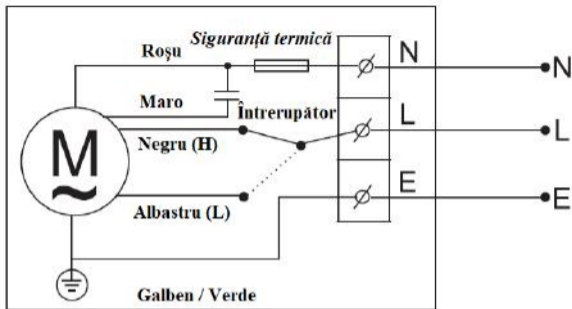 Siguranță termică
Roșu
N
N
Maro
Întrerupător
L
L
M
Negru (H)
E
E
Albastru (L)
Galben / Verde